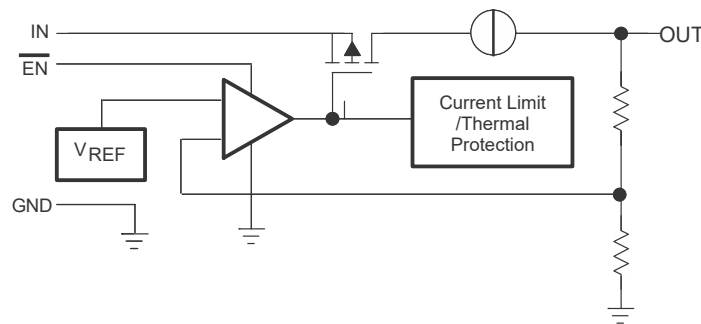 IN
OUT
EN
Current Limit
/Thermal
Protection
VREF
GND